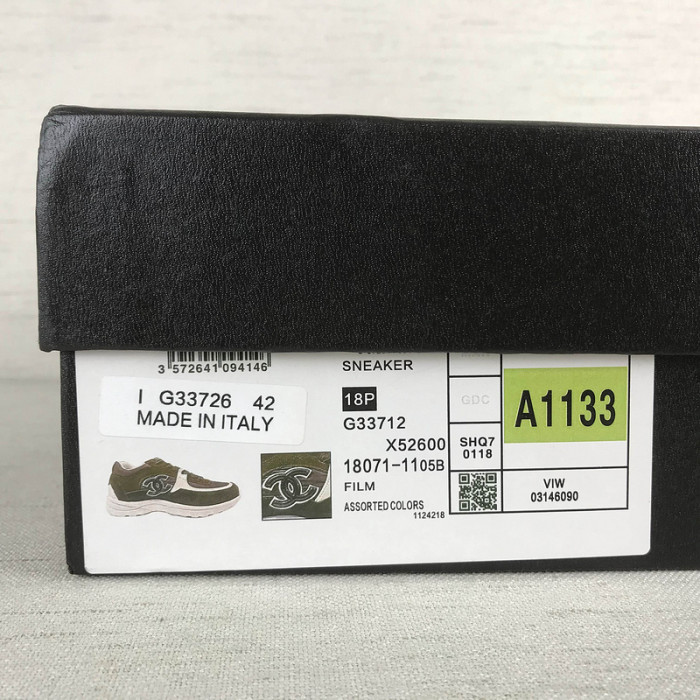 3 572641 094146
I G33726 42
MADE IN ITALY
SNEAKER
18P
G33712
X52600
18071-1105B
FILM
ASSORTED COLORS
1124218
GDC
SHQ7
0118
A1133
VIW
03146090